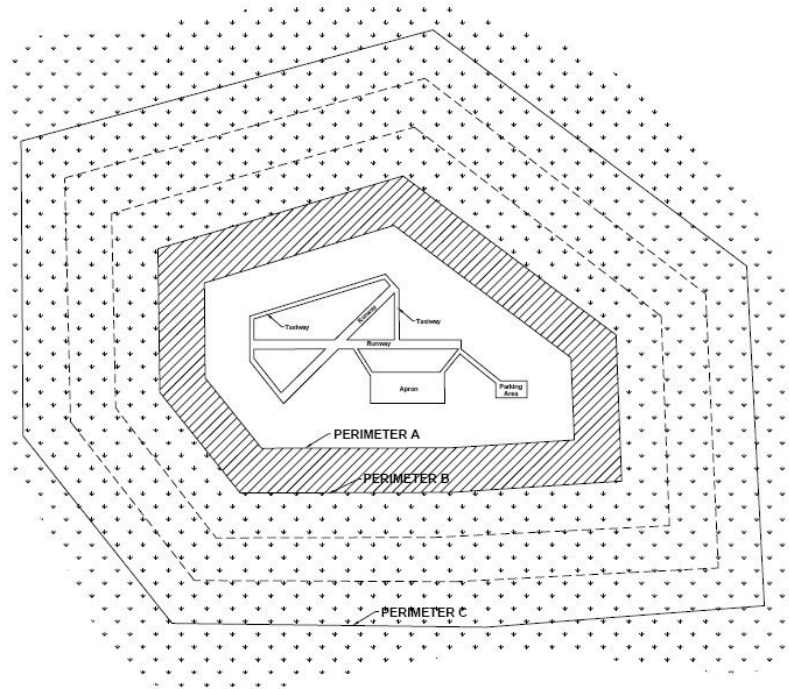 Runway
Taxiway
Taxiway
Runway
Apron
Parking
Area
PERIMETER A
PERIMETER B
PERIMETER C